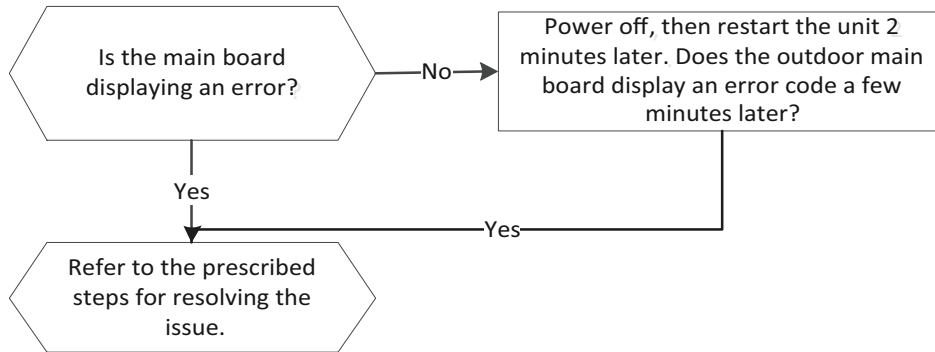 Is the main board
displaying an error?
No
Power off, then restart the unit 2
minutes later. Does the outdoor main
board display an error code a few
minutes later?
Yes
Yes
Refer to the prescribed
steps for resolving the
issue.